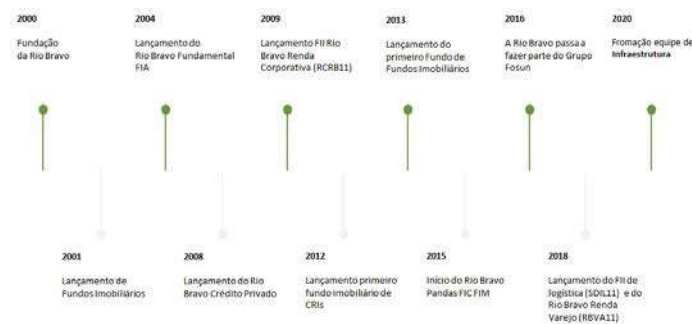 2000
Fundação
da Rio Bravo
2004
Lançamento do
Rio Bravo Fundamental
FIA
2009
Lançamento FII Rio
Bravo Renda
Corporativa (RCRB11)
2013
Lançamento do
primeiro Fundo de
Fundos Imobiliários
2016
A Rio Bravo passa a
fazer parte do Grupo
Fosun
2020
Fromação equipe de
Infraestrutura
2001
Lançamento de
Fundos Imobiliários
2008
Lançamento do Rio
Bravo Crédito Privado
2012
Lançamento primeiro
fundo imobiliário de
CRIs
2015
Início do Rio Bravo
Pandas FIC FIM
2018
Lançamento do FII de
logística (SDIL11) e do
Rio Bravo Renda
Varejo (RBVA11)